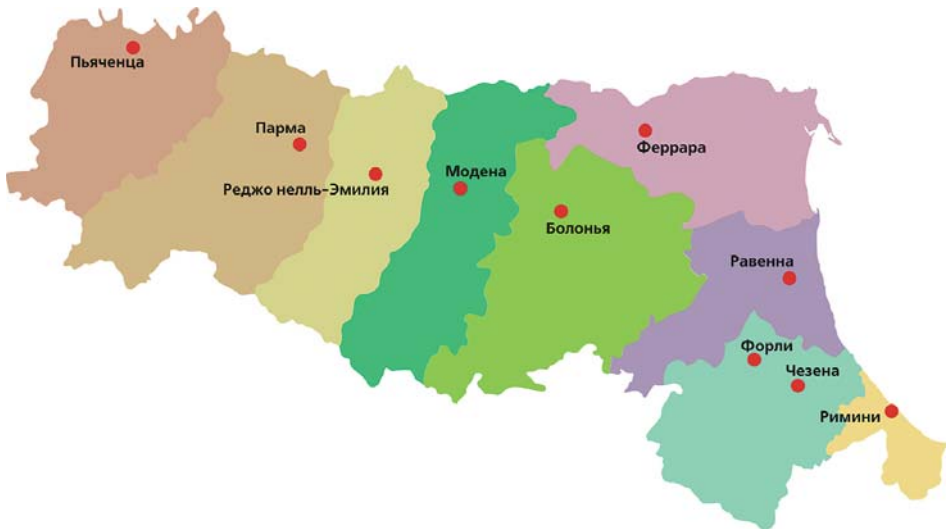 Пьяченца
Парма
Феррара
Модена
Реджо нелль-Эмилия
Болонья
Равенна
Форли
Чезена
Римини